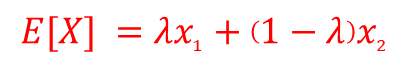 E[X] = λx₁ + (1 − λ)x₂